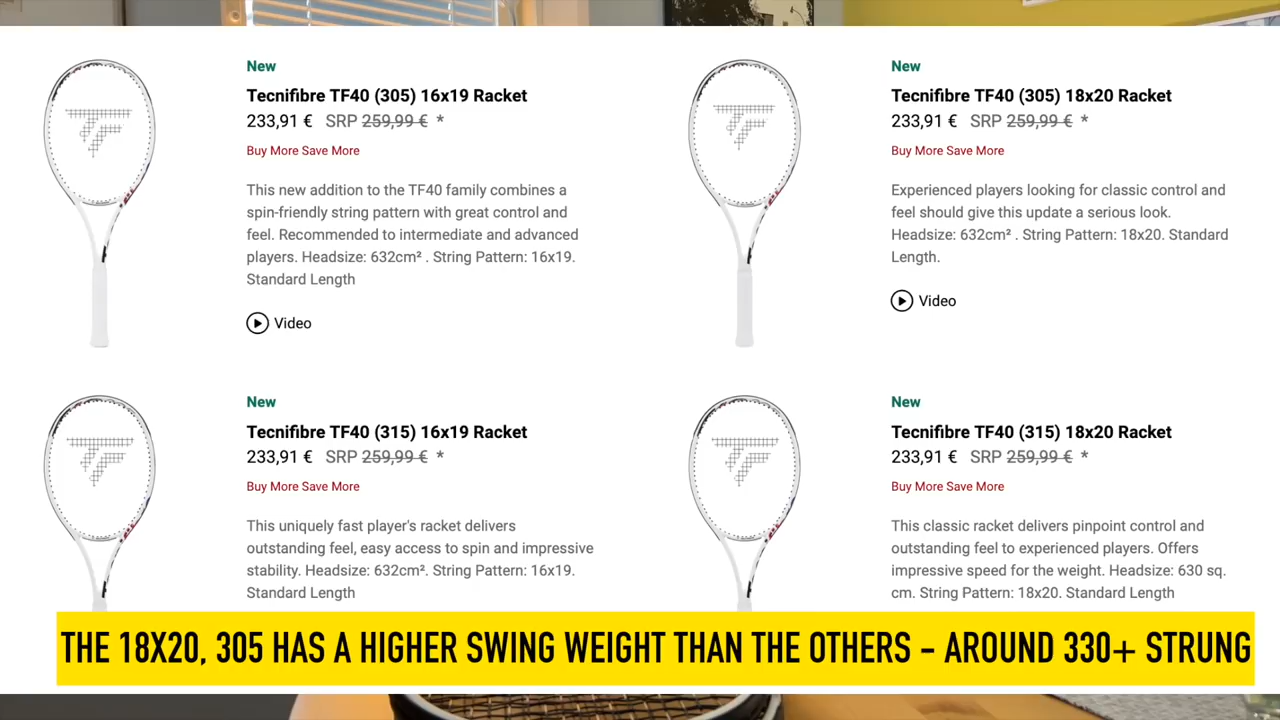 New
Tecnifibre TF40 (305) 16x19 Racket
233,91 € SRP 259,99 € *
Buy More Save More
This new addition to the TF40 family combines a
spin-friendly string pattern with great control and
feel. Recommended to intermediate and advanced
players. Headsize: 632cm² . String Pattern: 16x19.
Standard Length
Video
New
Tecnifibre TF40 (305) 18x20 Racket
233,91 € SRP 259,99 € *
Buy More Save More
Experienced players looking for classic control and
feel should give this update a serious look.
Headsize: 632cm² . String Pattern: 18x20. Standard
Length.
Video
New
Tecnifibre TF40 (315) 16x19 Racket
233,91 € SRP 259,99 € *
Buy More Save More
This uniquely fast player's racket delivers
outstanding feel, easy access to spin and impressive
stability. Headsize: 632cm². String Pattern: 16x19.
Standard Length
New
Tecnifibre TF40 (315) 18x20 Racket
233,91 € SRP 259,99 € *
Buy More Save More
This classic racket delivers pinpoint control and
outstanding feel to experienced players. Offers
impressive speed for the weight. Headsize: 630 sq.
cm. String Pattern: 18x20. Standard Length
THE 18X20, 305 HAS A HIGHER SWING WEIGHT THAN THE OTHERS - AROUND 330+ STRUNG